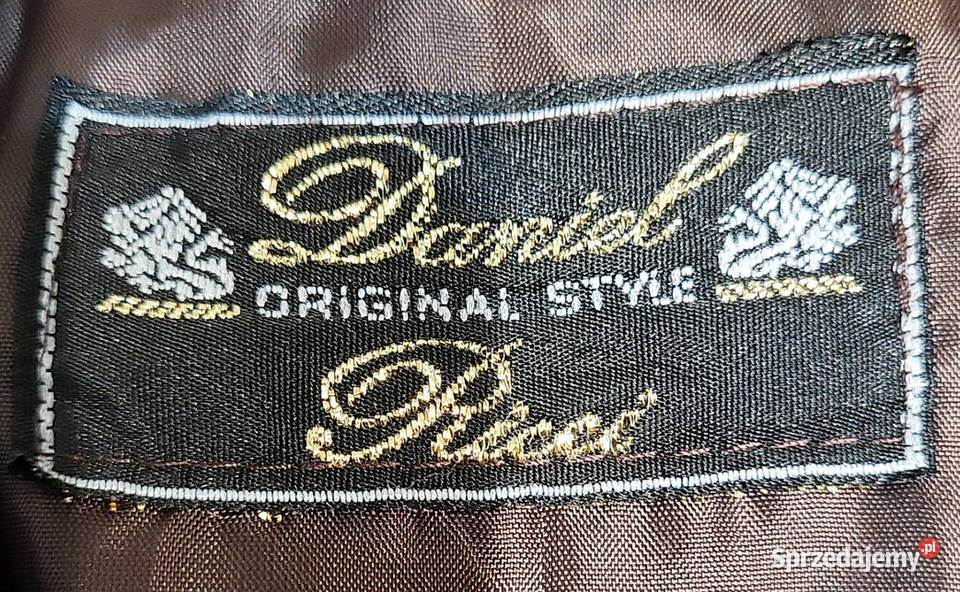 Daniel
ORIGINAL STYLE
Ricci
Sprzedajemy.pl